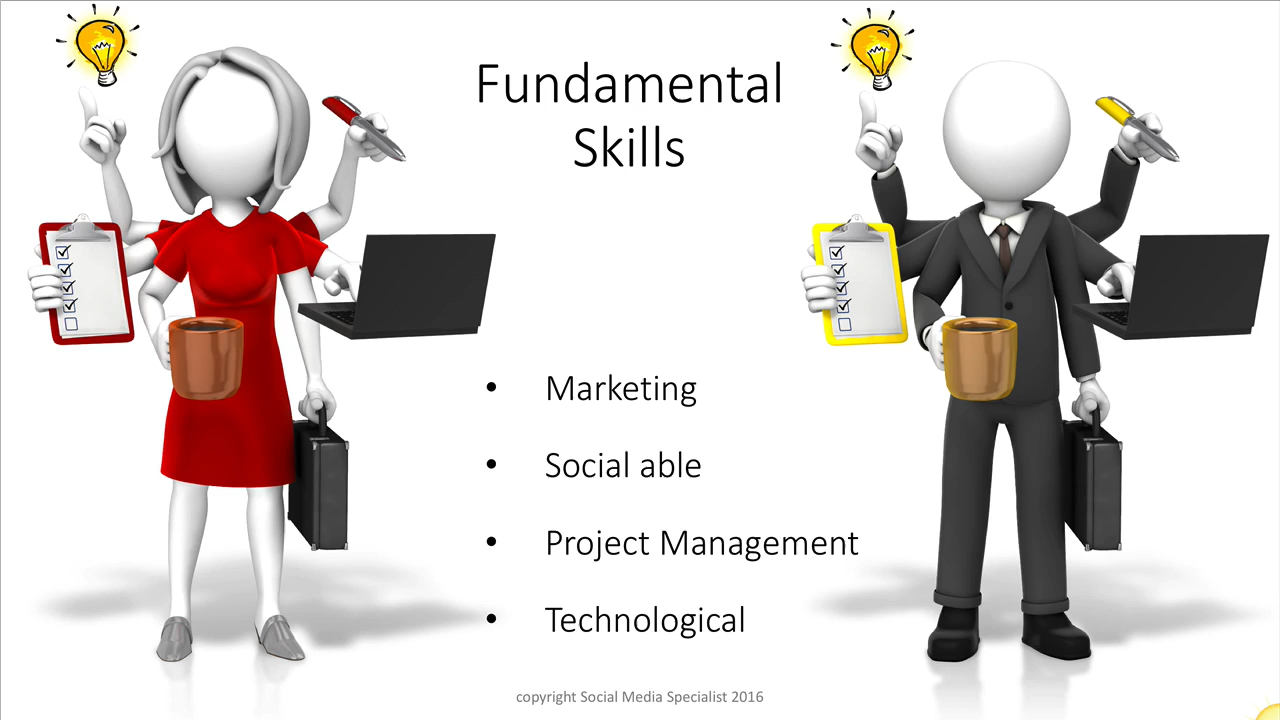 Fundamental
Skills
• Marketing
• Social able
• Project Management
• Technological
copyright Social Media Specialist 2016